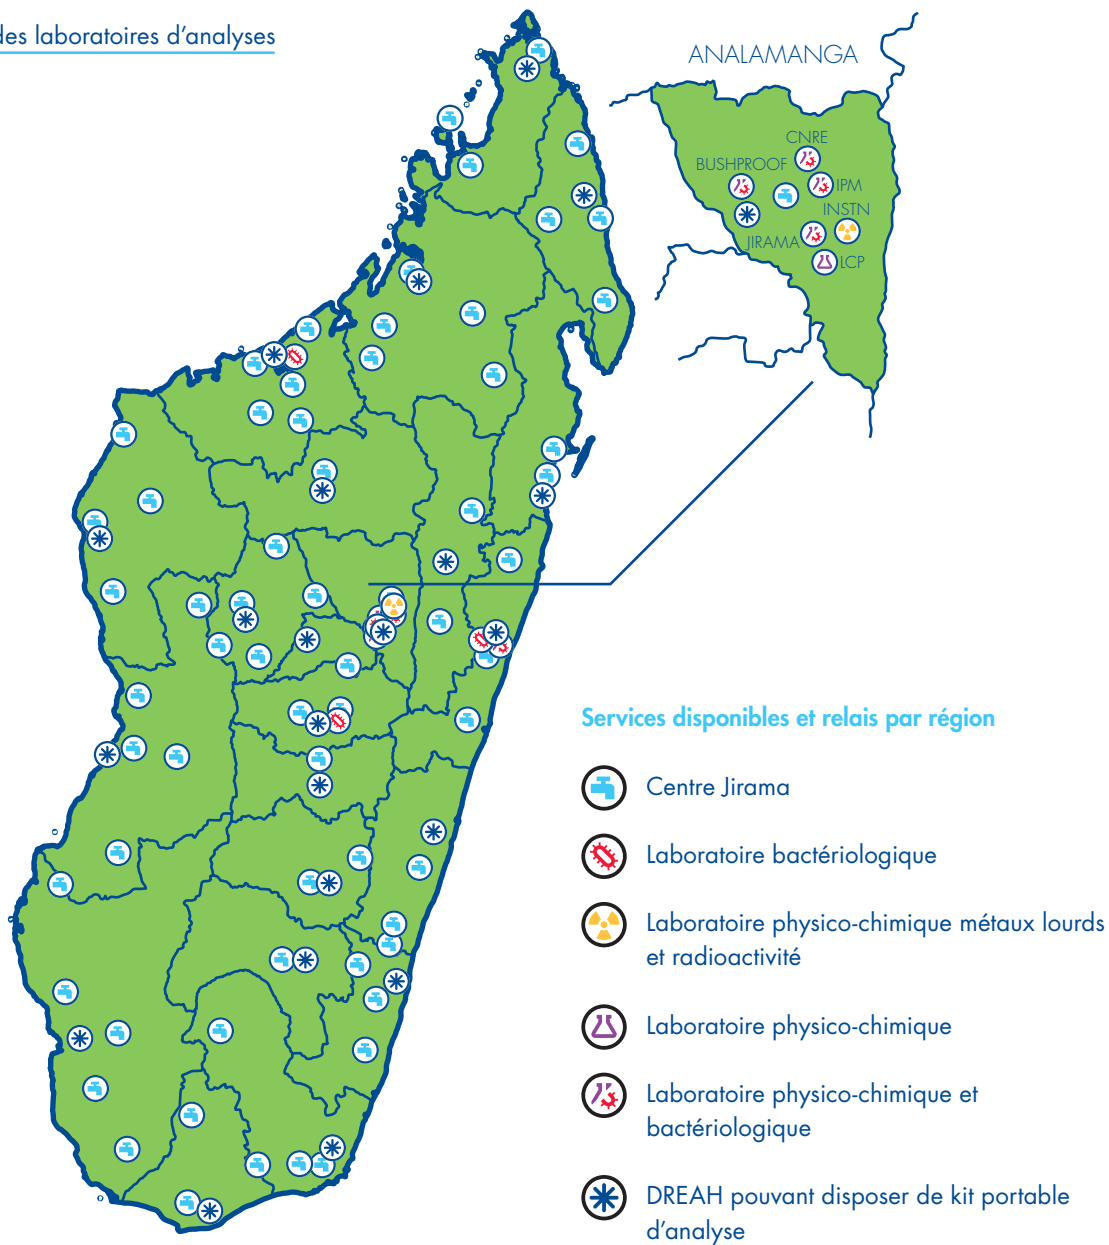 des laboratoires d'analyses
ANALAMANGA
CNRE
BUSHPROOF
IPM
INSTN
JIRAMA
LCP
Services disponibles et relais par région
Centre Jirama
Laboratoire bactériologique
Laboratoire physico-chimique métaux lourds
et radioactivité
Laboratoire physico-chimique
Laboratoire physico-chimique et
bactériologique
DREAH pouvant disposer de kit portable
d'analyse